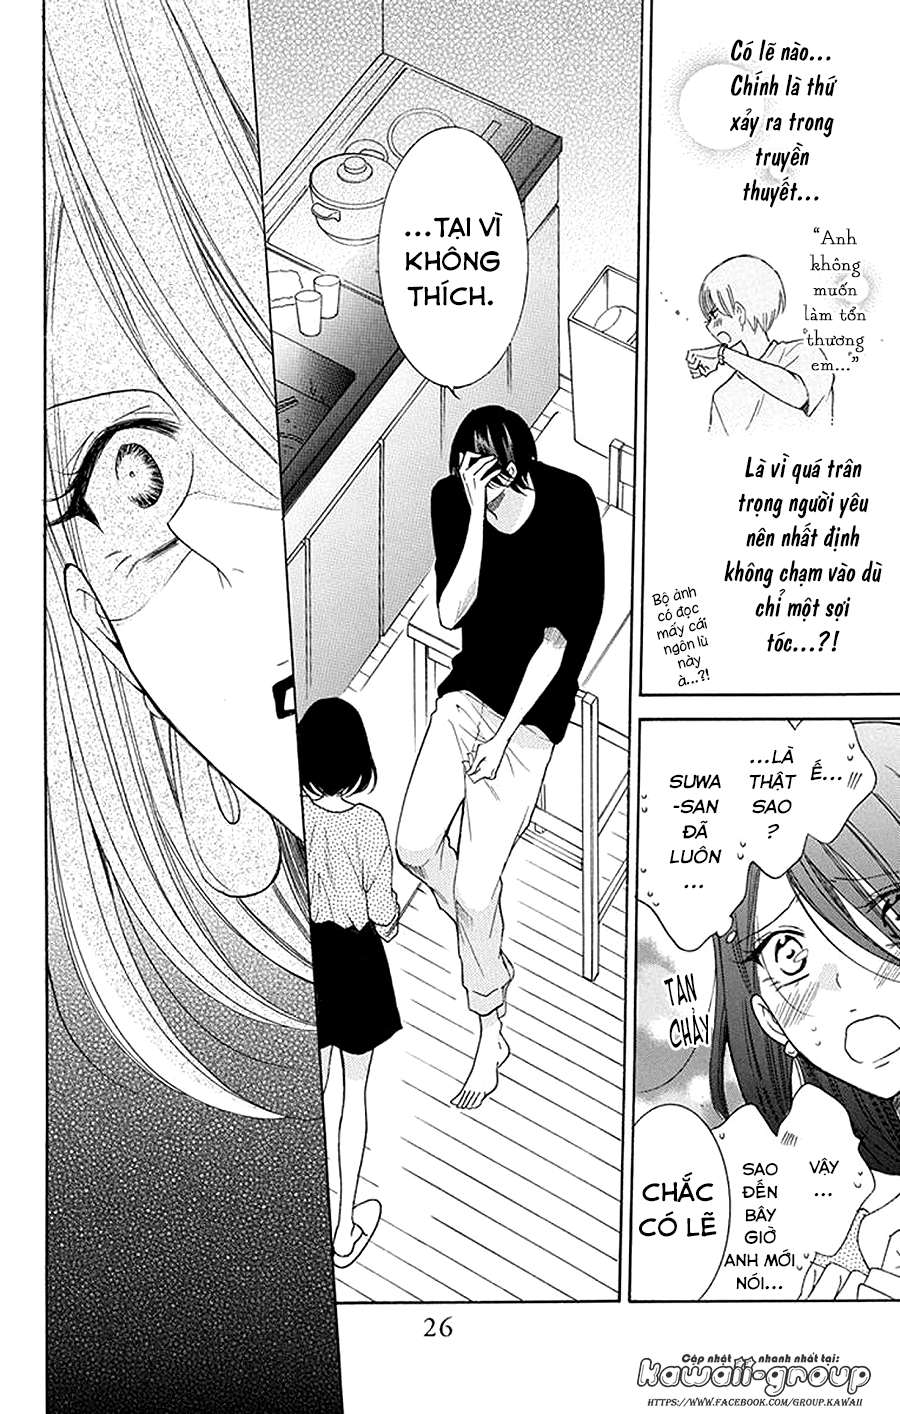 Có lẽ nào...
Chính là thứ
xảy ra trong
truyền
thuyết...
“Anh
không
muốn
làm tổn
thương
em...”
Là vì quá trân
trọng người yêu
nên nhất định
không chạm vào dù
chỉ một sợi
tóc...?!
Bộ ảnh
có đọc
mấy cái
ngôn lù
này
à...?!
Ế...
...LÀ
THẬT
SAO
?
SUWA
-SAN
ĐÃ
LUÔN
...
TAN
CHẢY
VẬY
...
SAO
ĐẾN
BÂY
GIỜ
ANH MỚI
NÓI...
CHẮC
CÓ LẼ
...TẠI VÌ
KHÔNG
THÍCH.
26
Cập nhật nhanh nhất tại:
kawaii-group
HTTPS://WWW.FACEBOOK.COM/GROUP.KAWAII